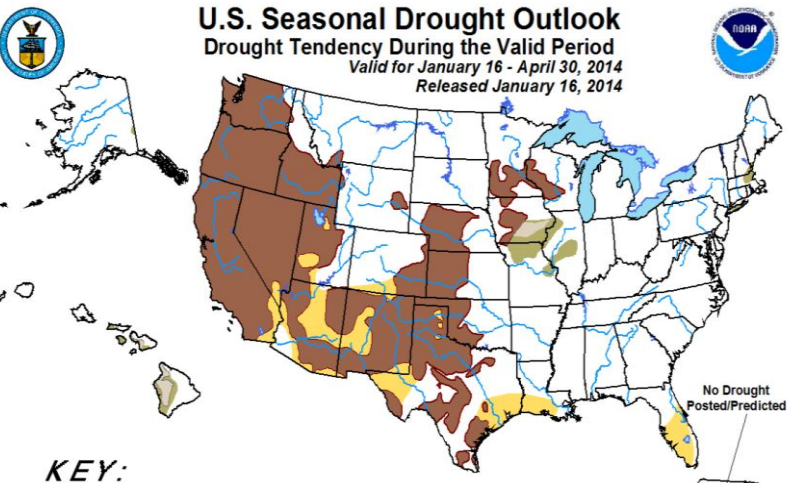 U.S. Seasonal Drought Outlook
Drought Tendency During the Valid Period
Valid for January 16 - April 30, 2014
Released January 16, 2014
NOAA
No Drought
Posted/Predicted
KEY: